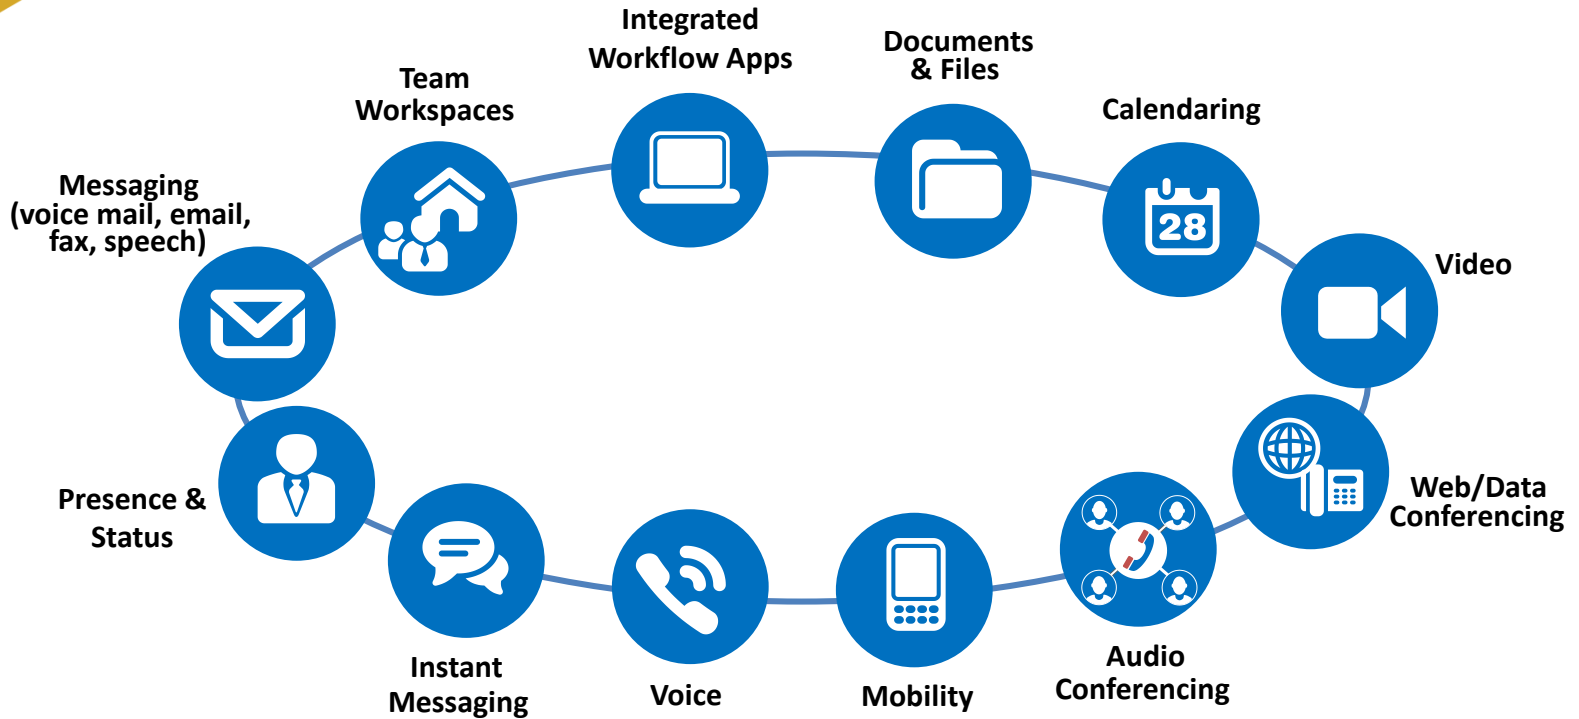 Integrated
Workflow Apps
Documents
& Files
Team
Workspaces
Calendaring
Messaging
(voice mail, email,
fax, speech)
28
Video
Presence &
Status
Web/Data
Conferencing
Instant
Messaging
Voice
Mobility
Audio
Conferencing